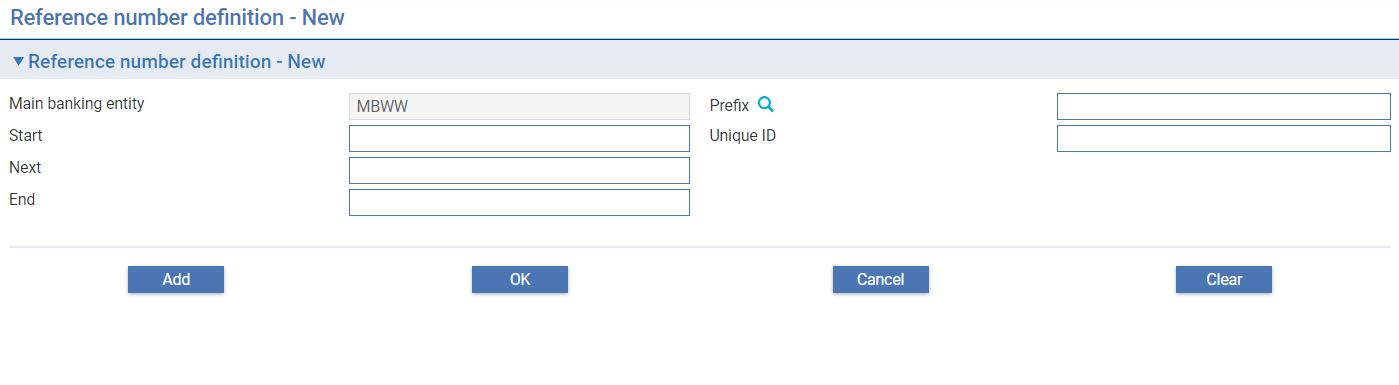 Reference number definition - New
Reference number definition - New
Main banking entity MBWW Prefix
Start Unique ID
Next
End
Add OK Cancel Clear